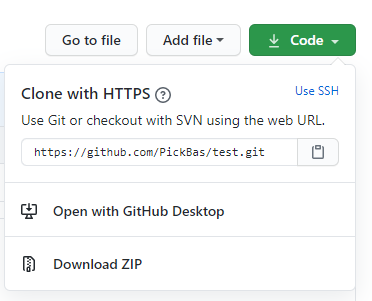 Go to file
Add file
Code
Clone with HTTPS ?
Use SSH
Use Git or checkout with SVN using the web URL.
https://github.com/PickBas/test.git
Open with GitHub Desktop
Download ZIP